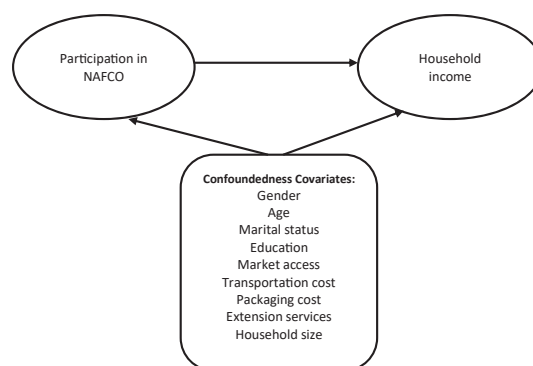 Participation in
NAFCO
Household
income
Confoundedness Covariates:
Gender
Age
Marital status
Education
Market access
Transportation cost
Packaging cost
Extension services
Household size